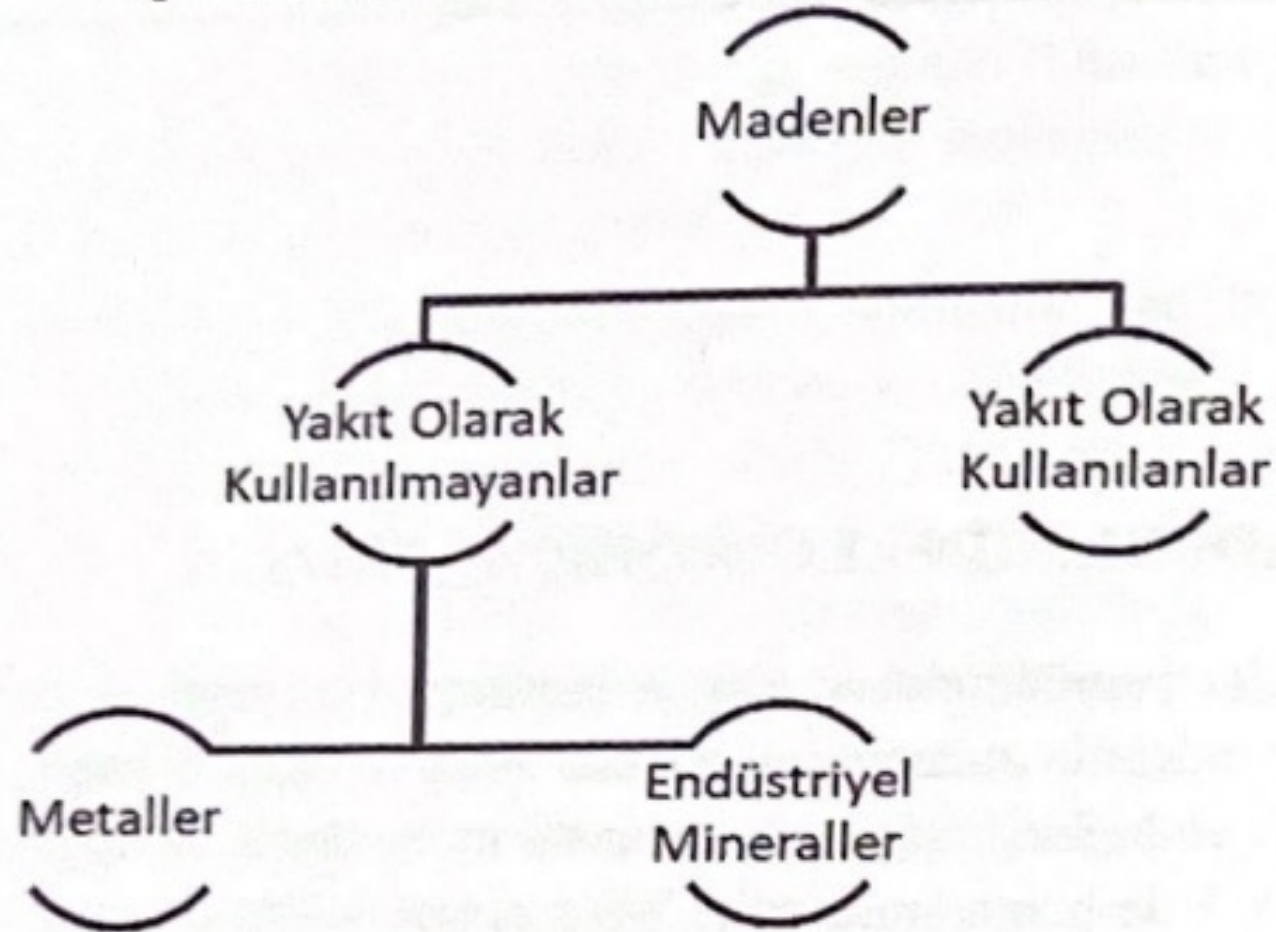 Madenler
Yakıt Olarak
Kullanılmayanlar
Yakıt Olarak
Kullanılanlar
Metaller
Endüstriyel
Mineraller